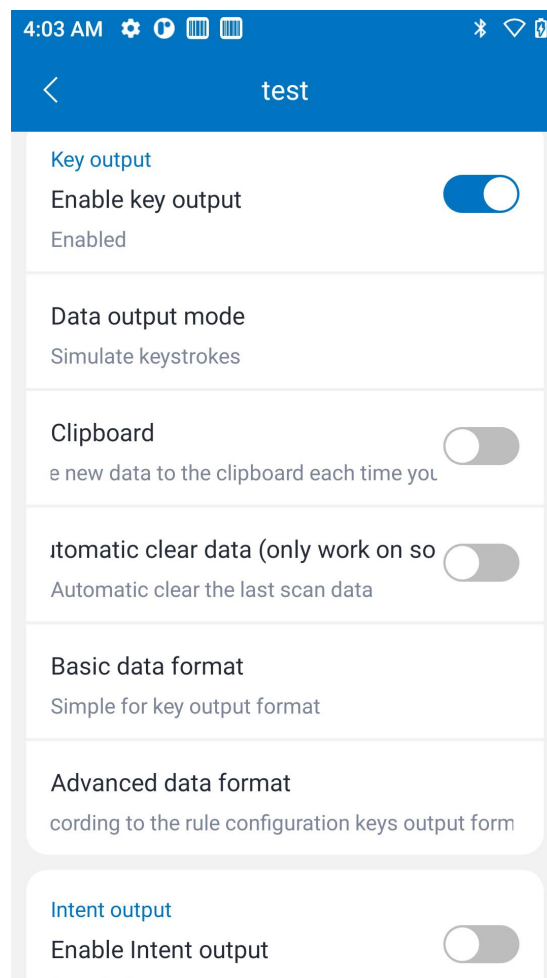 4:03 AM
test
Key output
Enable key output
Enabled
Data output mode
Simulate keystrokes
Clipboard
e new data to the clipboard each time you
utomatic clear data (only work on so
Automatic clear the last scan data
Basic data format
Simple for key output format
Advanced data format
cording to the rule configuration keys output form
Intent output
Enable Intent output